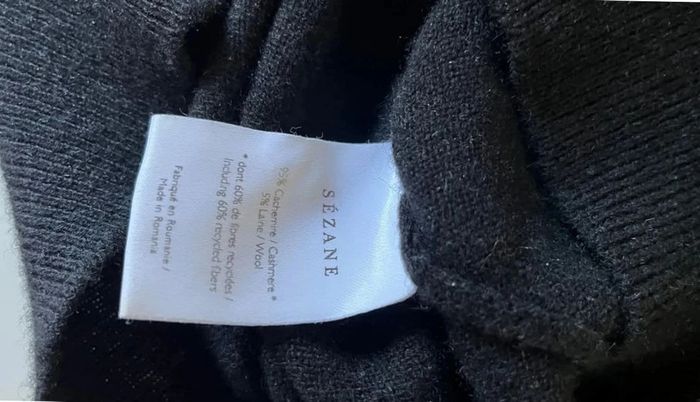 SÉZANE
95% Cachemire / Cashmere *
5% Laine / Wool
* dont 60% de fibres recyclées /
Including 60% recycled fibers
Fabriqué en Roumanie /
Made in Romania